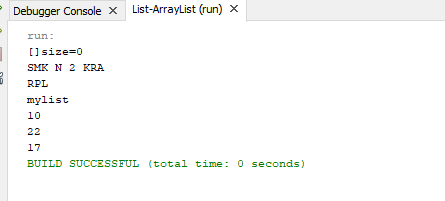 Debugger Console × List-ArrayList (run) ×
run:
[]size=0
SMK N 2 KRA
RPL
mylist
10
22
17
BUILD SUCCESSFUL (total time: 0 seconds)